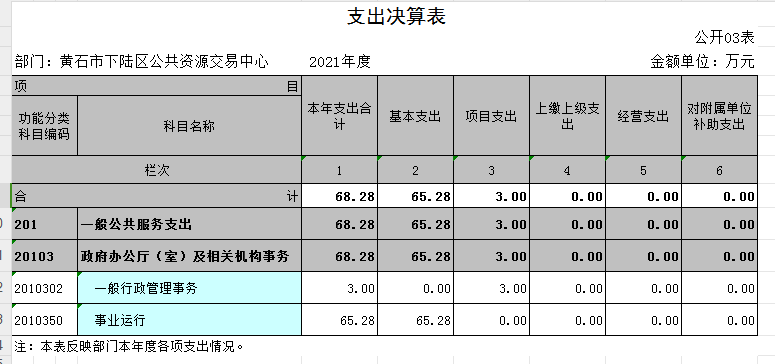 支出决算表
公开03表
部门：黄石市下陆区公共资源交易中心 2021年度 金额单位：万元
项 目 本年支出合计 基本支出 项目支出 上缴上级支出 经营支出 对附属单位补助支出
功能分类科目编码 科目名称
栏次 1 2 3 4 5 6
合 计 68.28 65.28 3.00 0.00 0.00 0.00
201 一般公共服务支出 68.28 65.28 3.00 0.00 0.00 0.00
20103 政府办公厅（室）及相关机构事务 68.28 65.28 3.00 0.00 0.00 0.00
2010302 一般行政管理事务 3.00 0.00 3.00 0.00 0.00 0.00
2010350 事业运行 65.28 65.28 0.00 0.00 0.00 0.00
注：本表反映部门本年度各项支出情况。